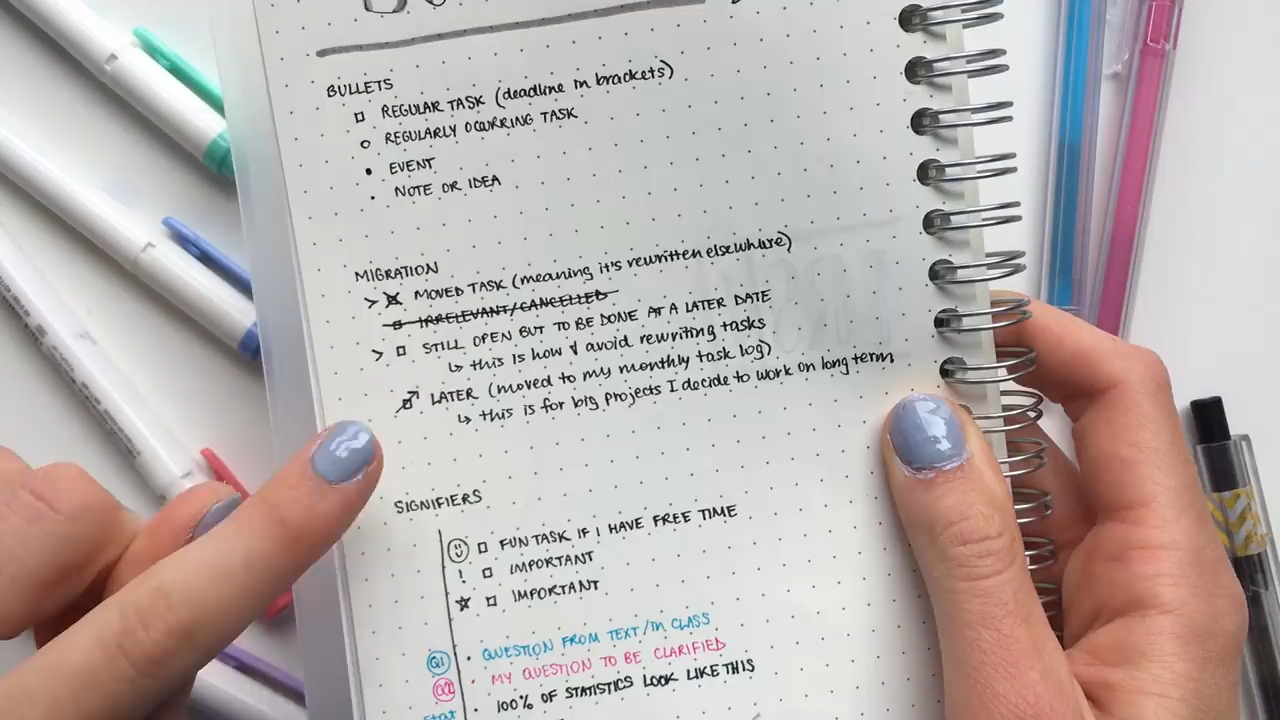 BULLETS
REGULAR TASK (deadline in brackets)
REGULARLY OCURRING TASK
EVENT
NOTE OR IDEA
MIGRATION
> MOVED TASK (meaning it's rewritten elsewhere)
IRRELEVANT/CANCELLED
> STILL OPEN BUT TO BE DONE AT A LATER DATE
↳ this is how I avoid rewriting tasks
LATER (moved to my monthly task log)
↳ this is for big projects I decide to work on long term
SIGNIFIERS
FUN TASK IF I HAVE FREE TIME
! IMPORTANT
IMPORTANT
Q1 • QUESTION FROM TEXT/IN CLASS
Q2 • MY QUESTION TO BE CLARIFIED
Stat • 100% OF STATISTICS LOOK LIKE THIS